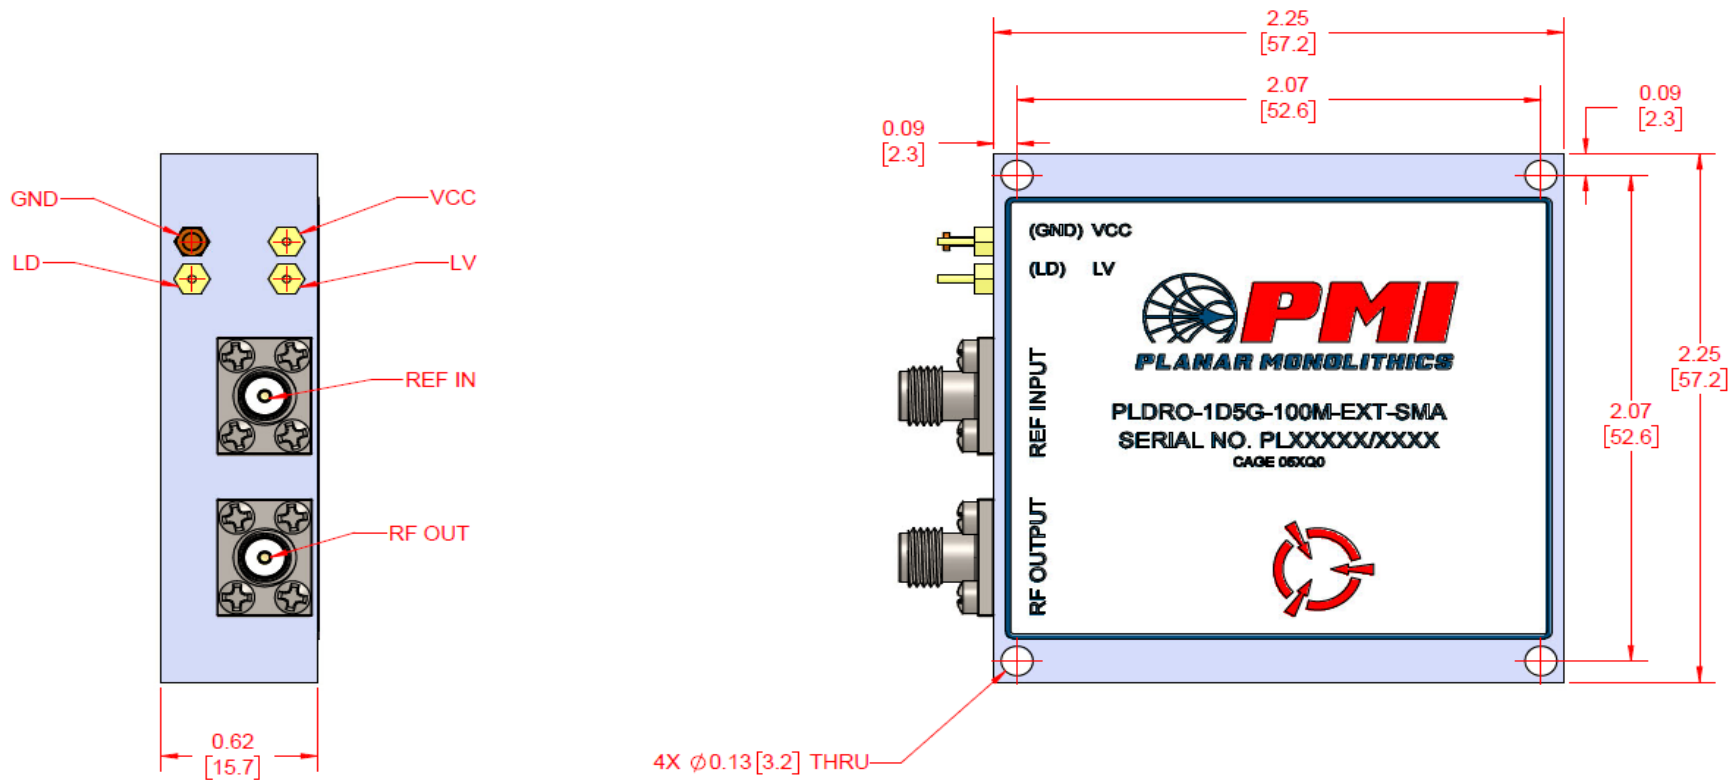 GND
LD
VCC
LV
REF IN
RF OUT
0.62
[15.7]
2.25
[57.2]
2.07
[52.6]
0.09
[2.3]
0.09
[2.3]
(GND) VCC
(LD) LV
REF INPUT
RF OUTPUT
PMI
PLANAR MONOLITHICS
PLDRO-1D5G-100M-EXT-SMA
SERIAL NO. PLXXXXX/XXXX
CAGE 05XQ0
2.25
[57.2]
2.07
[52.6]
4X Ø0.13[3.2] THRU